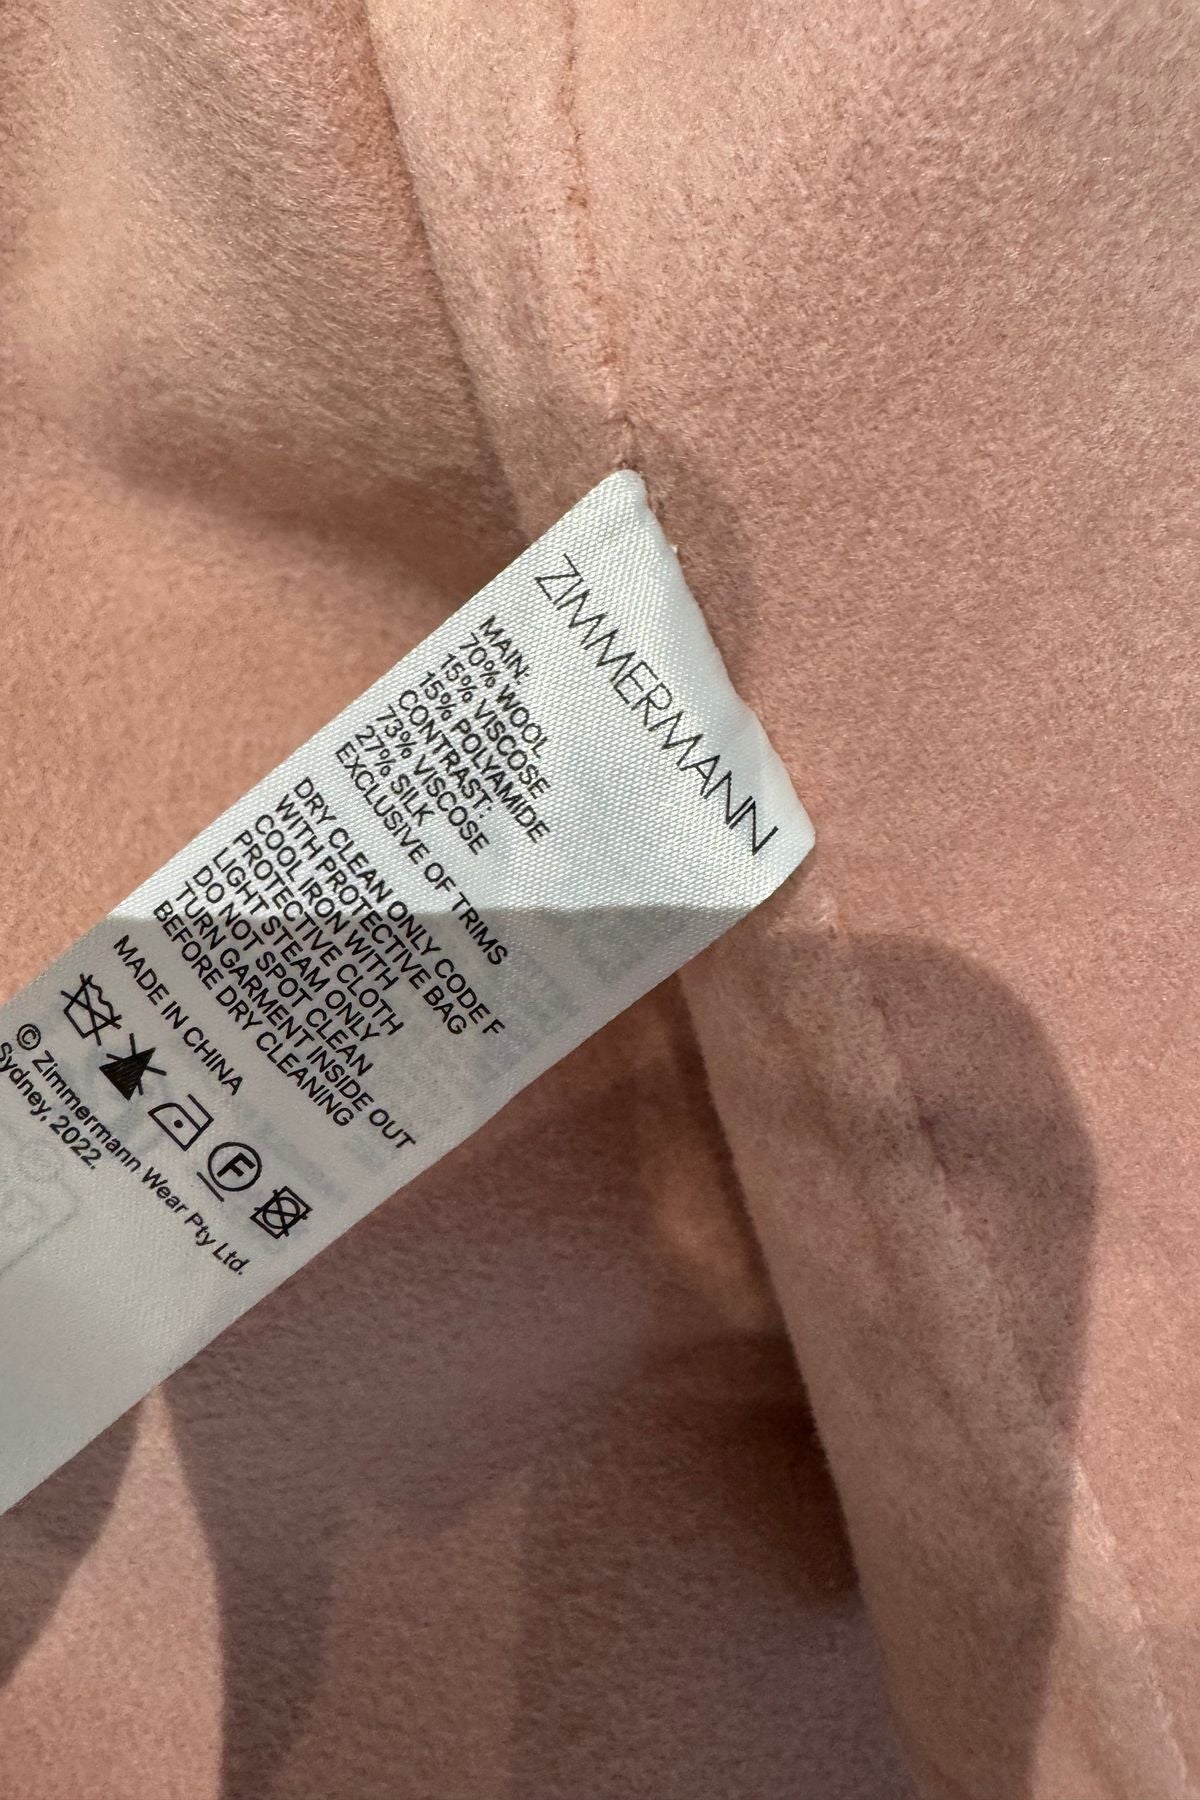 ZIMMERMANN
MAIN:
70% WOOL
15% VISCOSE
15% POLYAMIDE
CONTRAST:
73% VISCOSE
27% SILK
EXCLUSIVE OF TRIMS
DRY CLEAN ONLY CODE F
WITH PROTECTIVE BAG
COOL IRON WITH
PROTECTIVE CLOTH
LIGHT STEAM ONLY
DO NOT SPOT CLEAN
TURN GARMENT INSIDE OUT
BEFORE DRY CLEANING
MADE IN CHINA
F
© Zimmermann Wear Pty Ltd.
Sydney, 2022.